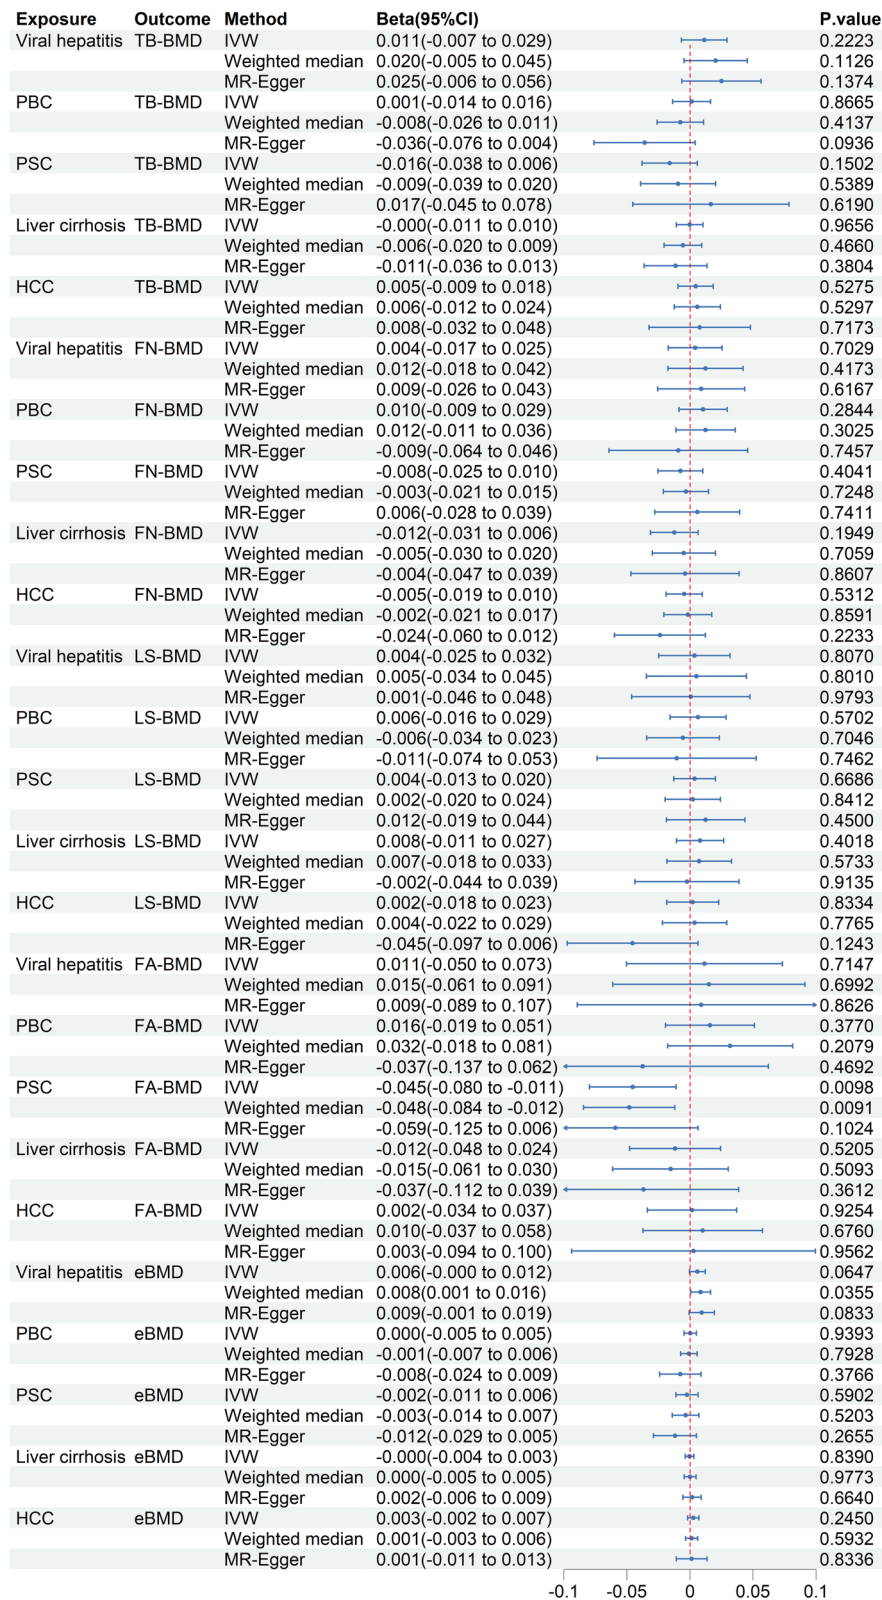 Exposure Outcome Method Beta(95%CI) P.value
Viral hepatitis TB-BMD IVW 0.011(-0.007 to 0.029) 0.2223
Weighted median 0.020(-0.005 to 0.045) 0.1126
MR-Egger 0.025(-0.006 to 0.056) 0.1374
PBC TB-BMD IVW 0.001(-0.014 to 0.016) 0.8665
Weighted median -0.008(-0.026 to 0.011) 0.4137
MR-Egger -0.036(-0.076 to 0.004) 0.0936
PSC TB-BMD IVW -0.016(-0.038 to 0.006) 0.1502
Weighted median -0.009(-0.039 to 0.020) 0.5389
MR-Egger 0.017(-0.045 to 0.078) 0.6190
Liver cirrhosis TB-BMD IVW -0.000(-0.011 to 0.010) 0.9656
Weighted median -0.006(-0.020 to 0.009) 0.4660
MR-Egger -0.011(-0.036 to 0.013) 0.3804
HCC TB-BMD IVW 0.005(-0.009 to 0.018) 0.5275
Weighted median 0.006(-0.012 to 0.024) 0.5297
MR-Egger 0.008(-0.032 to 0.048) 0.7173
Viral hepatitis FN-BMD IVW 0.004(-0.017 to 0.025) 0.7029
Weighted median 0.012(-0.018 to 0.042) 0.4173
MR-Egger 0.009(-0.026 to 0.043) 0.6167
PBC FN-BMD IVW 0.010(-0.009 to 0.029) 0.2844
Weighted median 0.012(-0.011 to 0.036) 0.3025
MR-Egger -0.009(-0.064 to 0.046) 0.7457
PSC FN-BMD IVW -0.008(-0.025 to 0.010) 0.4041
Weighted median -0.003(-0.021 to 0.015) 0.7248
MR-Egger 0.006(-0.028 to 0.039) 0.7411
Liver cirrhosis FN-BMD IVW -0.012(-0.031 to 0.006) 0.1949
Weighted median -0.005(-0.030 to 0.020) 0.7059
MR-Egger -0.004(-0.047 to 0.039) 0.8607
HCC FN-BMD IVW -0.005(-0.019 to 0.010) 0.5312
Weighted median -0.002(-0.021 to 0.017) 0.8591
MR-Egger -0.024(-0.060 to 0.012) 0.2233
Viral hepatitis LS-BMD IVW 0.004(-0.025 to 0.032) 0.8070
Weighted median 0.005(-0.034 to 0.045) 0.8010
MR-Egger 0.001(-0.046 to 0.048) 0.9793
PBC LS-BMD IVW 0.006(-0.016 to 0.029) 0.5702
Weighted median -0.006(-0.034 to 0.023) 0.7046
MR-Egger -0.011(-0.074 to 0.053) 0.7462
PSC LS-BMD IVW 0.004(-0.013 to 0.020) 0.6686
Weighted median 0.002(-0.020 to 0.024) 0.8412
MR-Egger 0.012(-0.019 to 0.044) 0.4500
Liver cirrhosis LS-BMD IVW 0.008(-0.011 to 0.027) 0.4018
Weighted median 0.007(-0.018 to 0.033) 0.5733
MR-Egger -0.002(-0.044 to 0.039) 0.9135
HCC LS-BMD IVW 0.002(-0.018 to 0.023) 0.8334
Weighted median 0.004(-0.022 to 0.029) 0.7765
MR-Egger -0.045(-0.097 to 0.006) 0.1243
Viral hepatitis FA-BMD IVW 0.011(-0.050 to 0.073) 0.7147
Weighted median 0.015(-0.061 to 0.091) 0.6992
MR-Egger 0.009(-0.089 to 0.107) 0.8626
PBC FA-BMD IVW 0.016(-0.019 to 0.051) 0.3770
Weighted median 0.032(-0.018 to 0.081) 0.2079
MR-Egger -0.037(-0.137 to 0.062) 0.4692
PSC FA-BMD IVW -0.045(-0.080 to -0.011) 0.0098
Weighted median -0.048(-0.084 to -0.012) 0.0091
MR-Egger -0.059(-0.125 to 0.006) 0.1024
Liver cirrhosis FA-BMD IVW -0.012(-0.048 to 0.024) 0.5205
Weighted median -0.015(-0.061 to 0.030) 0.5093
MR-Egger -0.037(-0.112 to 0.039) 0.3612
HCC FA-BMD IVW 0.002(-0.034 to 0.037) 0.9254
Weighted median 0.010(-0.037 to 0.058) 0.6760
MR-Egger 0.003(-0.094 to 0.100) 0.9562
Viral hepatitis eBMD IVW 0.006(-0.000 to 0.012) 0.0647
Weighted median 0.008(0.001 to 0.016) 0.0355
MR-Egger 0.009(-0.001 to 0.019) 0.0833
PBC eBMD IVW 0.000(-0.005 to 0.005) 0.9393
Weighted median -0.001(-0.007 to 0.006) 0.7928
MR-Egger -0.008(-0.024 to 0.009) 0.3766
PSC eBMD IVW -0.002(-0.011 to 0.006) 0.5902
Weighted median -0.003(-0.014 to 0.007) 0.5203
MR-Egger -0.012(-0.029 to 0.005) 0.2655
Liver cirrhosis eBMD IVW -0.000(-0.004 to 0.003) 0.8390
Weighted median 0.000(-0.005 to 0.005) 0.9773
MR-Egger 0.002(-0.006 to 0.009) 0.6640
HCC eBMD IVW 0.003(-0.002 to 0.007) 0.2450
Weighted median 0.001(-0.003 to 0.006) 0.5932
MR-Egger 0.001(-0.011 to 0.013) 0.8336
-0.1 -0.05 0 0.05 0.1